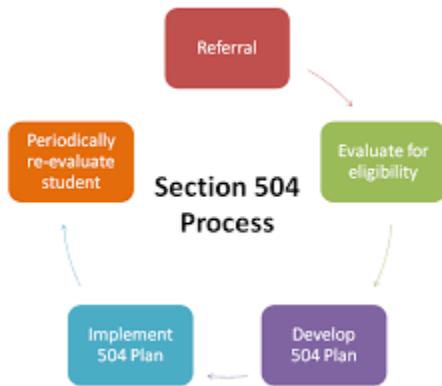 Referral
Evaluate for
eligibility
Develop
504 Plan
Implement
504 Plan
Periodically
re-evaluate
student
Section 504
Process